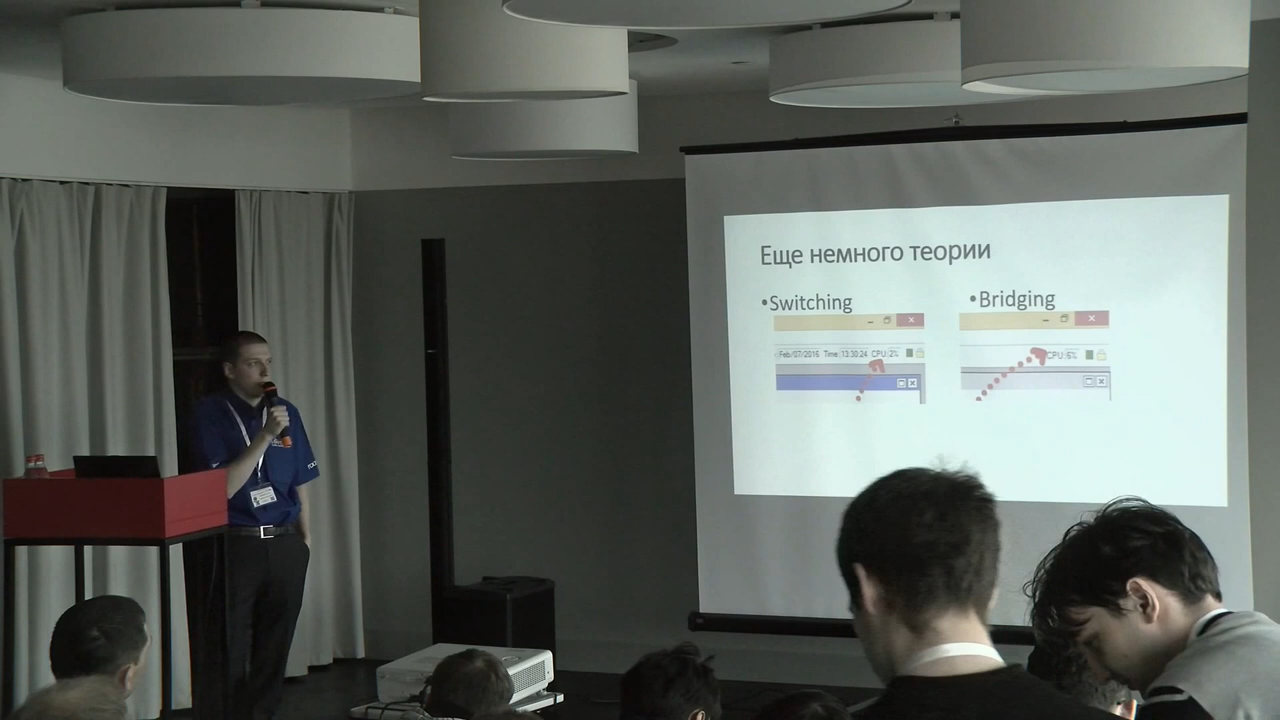 Еще немного теории
•Switching
•Bridging
Feb/07/2016 Time 13:30:24 CPU: 2%
CPU: 6%